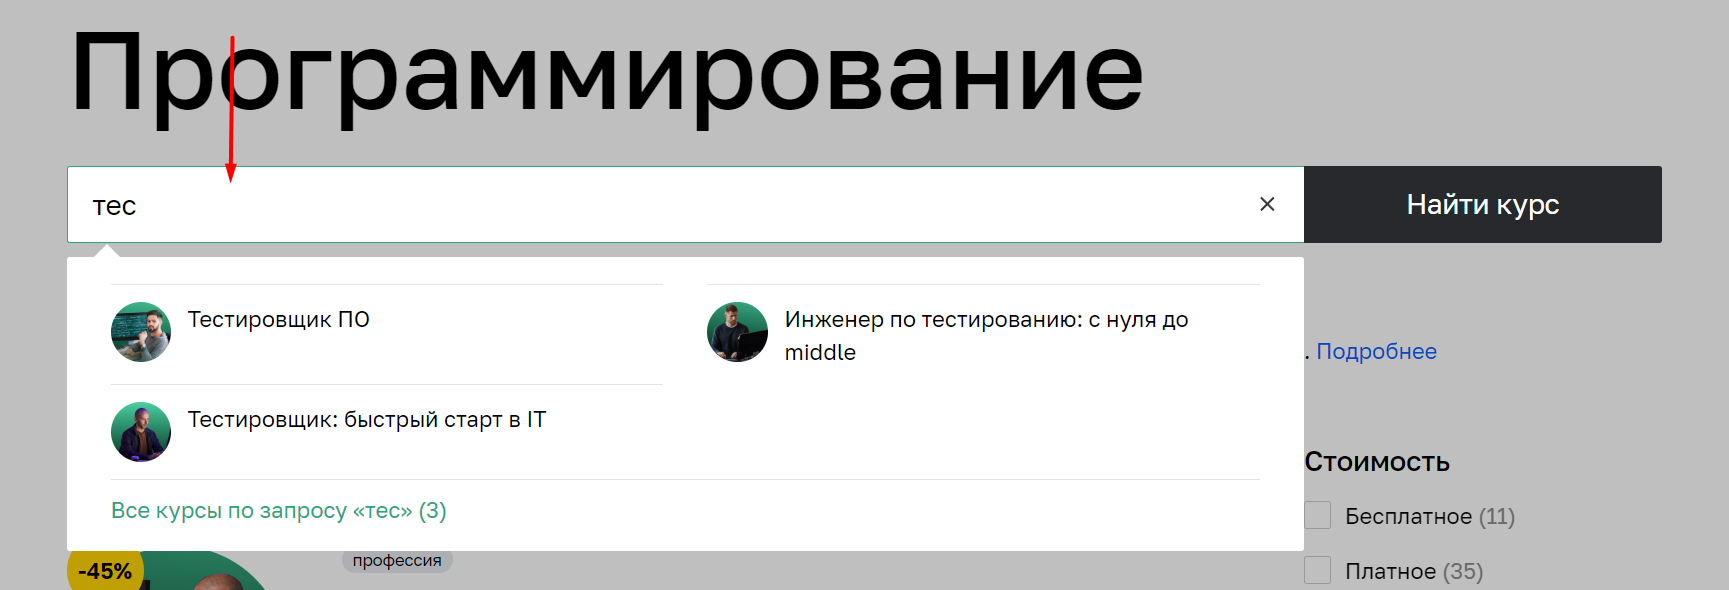 Программирование
тес
Найти курс
Тестировщик ПО
Инженер по тестированию: с нуля до
middle
. Подробнее
Тестировщик: быстрый старт в IT
Стоимость
Все курсы по запросу «тес» (3)
Бесплатное (11)
-45%
профессия
Платное (35)